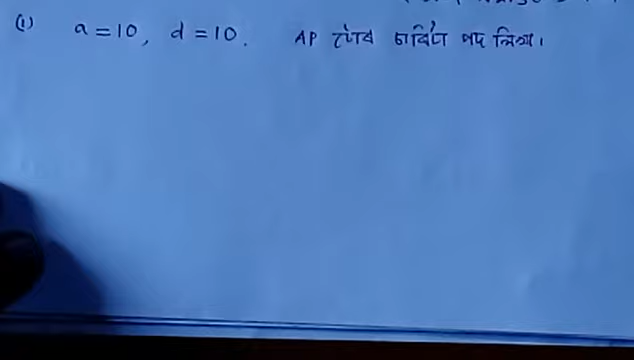 (i) a = 10, d = 10. AP টোৰ চাৰিটা পদ লিখা।